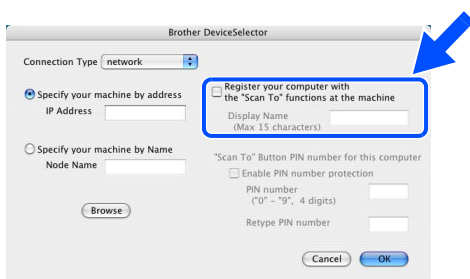 Brother DeviceSelector
Connection Type network
Specify your machine by address
IP Address
Specify your machine by Name
Node Name
Browse
Register your computer with
the "Scan To" functions at the machine
Display Name
(Max 15 characters)
"Scan To" Button PIN number for this computer
Enable PIN number protection
PIN number
("0" – "9", 4 digits)
Retype PIN number
Cancel OK